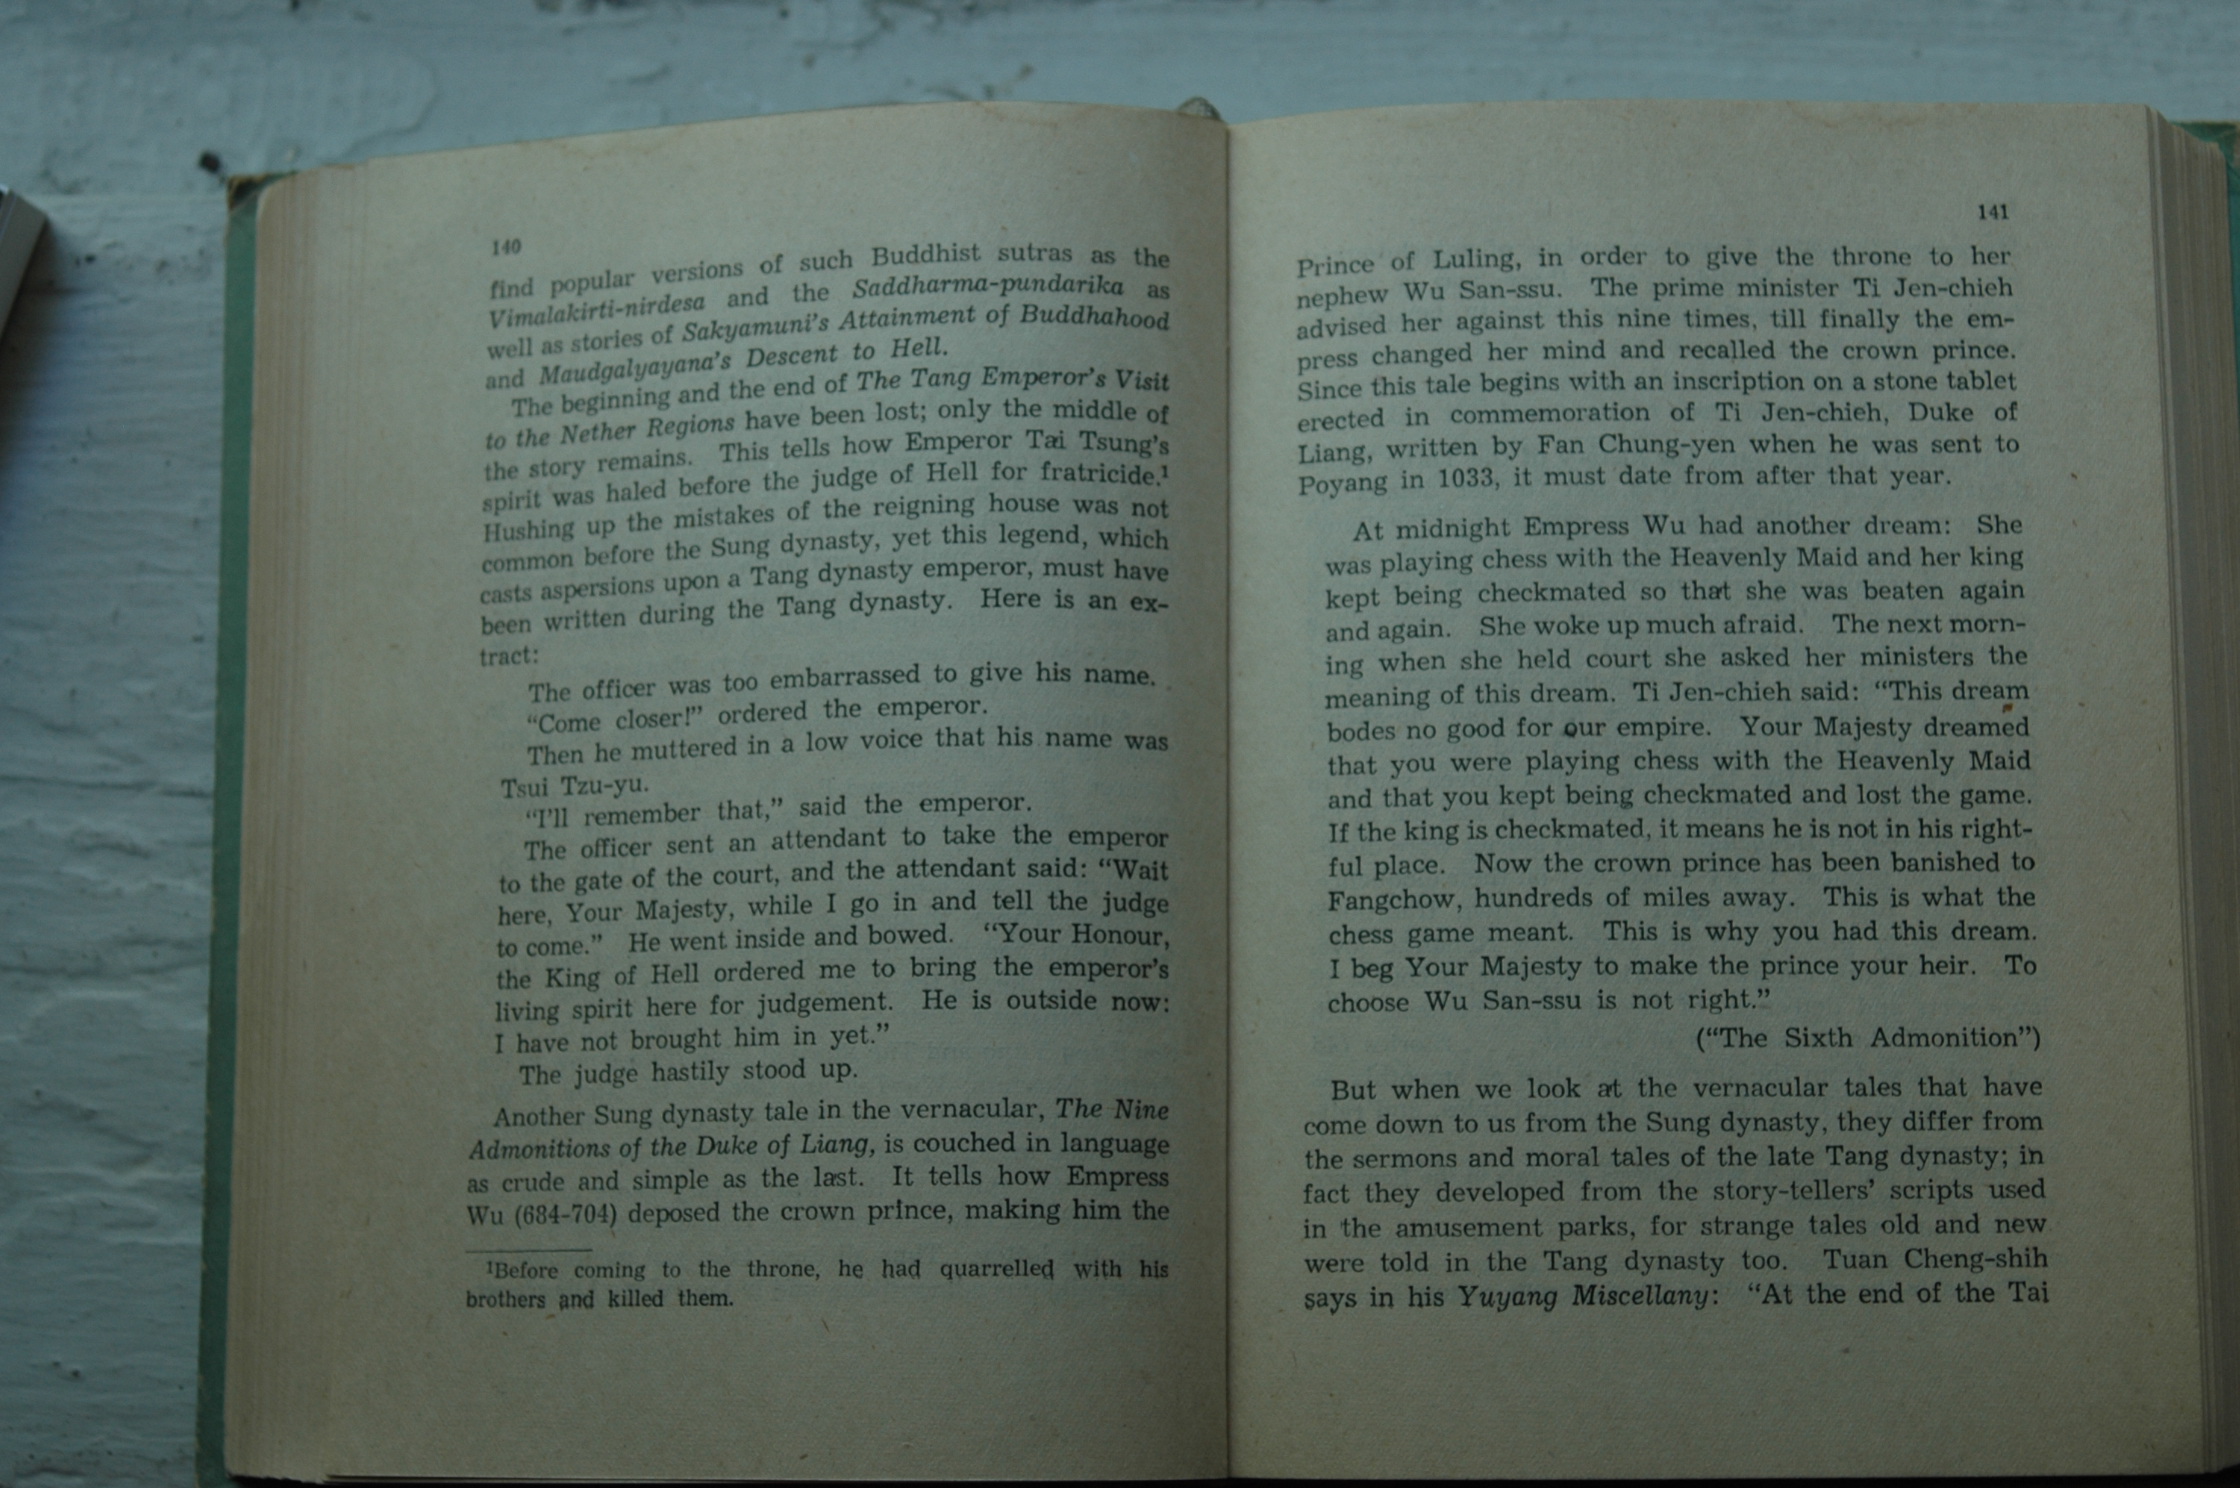 140
find popular versions of such Buddhist sutras as the
Vimalakirti-nirdesa and the Saddharma-pundarika as
well as stories of Sakyamuni's Attainment of Buddhahood
and Maudgalyayana's Descent to Hell.
The beginning and the end of The Tang Emperor's Visit
to the Nether Regions have been lost; only the middle of
the story remains. This tells how Emperor Tai Tsung's
spirit was haled before the judge of Hell for fratricide.¹
Hushing up the mistakes of the reigning house was not
common before the Sung dynasty, yet this legend, which
casts aspersions upon a Tang dynasty emperor, must have
been written during the Tang dynasty. Here is an ex-
tract:
The officer was too embarrassed to give his name.
“Come closer!” ordered the emperor.
Then he muttered in a low voice that his name was
Tsui Tzu-yu.
“I'll remember that,” said the emperor.
The officer sent an attendant to take the emperor
to the gate of the court, and the attendant said: “Wait
here, Your Majesty, while I go in and tell the judge
to come.” He went inside and bowed. “Your Honour,
the King of Hell ordered me to bring the emperor's
living spirit here for judgement. He is outside now:
I have not brought him in yet.”
The judge hastily stood up.
Another Sung dynasty tale in the vernacular, The Nine
Admonitions of the Duke of Liang, is couched in language
as crude and simple as the last. It tells how Empress
Wu (684-704) deposed the crown prince, making him the
¹Before coming to the throne, he had quarrelled with his
brothers and killed them.
141
Prince of Luling, in order to give the throne to her
nephew Wu San-ssu. The prime minister Ti Jen-chieh
advised her against this nine times, till finally the em-
press changed her mind and recalled the crown prince.
Since this tale begins with an inscription on a stone tablet
erected in commemoration of Ti Jen-chieh, Duke of
Liang, written by Fan Chung-yen when he was sent to
Poyang in 1033, it must date from after that year.
At midnight Empress Wu had another dream: She
was playing chess with the Heavenly Maid and her king
kept being checkmated so that she was beaten again
and again. She woke up much afraid. The next morn-
ing when she held court she asked her ministers the
meaning of this dream. Ti Jen-chieh said: “This dream
bodes no good for our empire. Your Majesty dreamed
that you were playing chess with the Heavenly Maid
and that you kept being checkmated and lost the game.
If the king is checkmated, it means he is not in his right-
ful place. Now the crown prince has been banished to
Fangchow, hundreds of miles away. This is what the
chess game meant. This is why you had this dream.
I beg Your Majesty to make the prince your heir. To
choose Wu San-ssu is not right.”
(“The Sixth Admonition”)
But when we look at the vernacular tales that have
come down to us from the Sung dynasty, they differ from
the sermons and moral tales of the late Tang dynasty; in
fact they developed from the story-tellers' scripts used
in the amusement parks, for strange tales old and new
were told in the Tang dynasty too. Tuan Cheng-shih
says in his Yuyang Miscellany: “At the end of the Tai